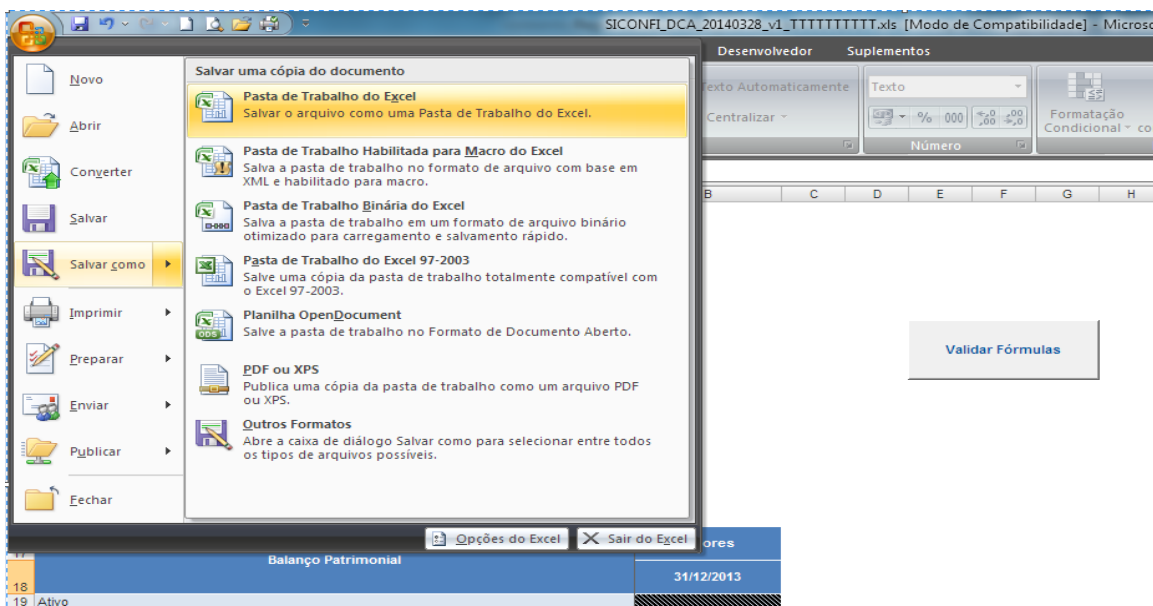 SICONFI_DCA_20140328_v1_TTTTTTTTTT.xls [Modo de Compatibilidade] - Microso
Desenvolvedor Suplementos
Novo
Abrir
Converter
Salvar
Salvar como
Imprimir
Preparar
Enviar
Publicar
Fechar
Salvar uma cópia do documento
Pasta de Trabalho do Excel
Salvar o arquivo como uma Pasta de Trabalho do Excel.
Pasta de Trabalho Habilitada para Macro do Excel
Salva a pasta de trabalho no formato de arquivo com base em
XML e habilitado para macro.
Pasta de Trabalho Binária do Excel
Salva a pasta de trabalho em um formato de arquivo binário
otimizado para carregamento e salvamento rápido.
Pasta de Trabalho do Excel 97-2003
Salve uma cópia da pasta de trabalho totalmente compatível com
o Excel 97-2003.
Planilha OpenDocument
Salve a pasta de trabalho no Formato de Documento Aberto.
PDF ou XPS
Publica uma cópia da pasta de trabalho como um arquivo PDF
ou XPS.
Outros Formatos
Abre a caixa de diálogo Salvar como para selecionar entre todos
os tipos de arquivos possíveis.
Opções do Excel Sair do Excel
Texto Automaticamente
Centralizar
Texto
% 000
Número
Formatação
Condicional co
B C D E F G H
Validar Fórmulas
17 Balanço Patrimonial ores
18 31/12/2013
19 Ativo